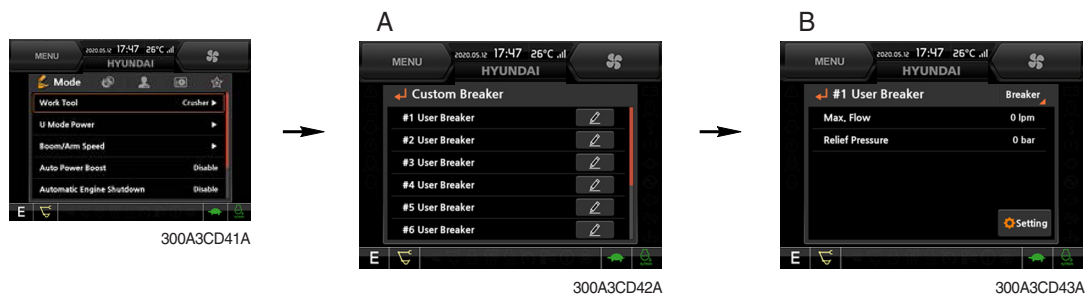 MENU
2020.05.12 17:47 26°C
HYUNDAI
Mode
Work Tool Crusher ▶
U Mode Power ▶
Boom/Arm Speed ▶
Auto Power Boost Disable
Automatic Engine Shutdown Disable
E
300A3CD41A
A
MENU
2020.05.12 17:47 26°C
HYUNDAI
Custom Breaker
#1 User Breaker
#2 User Breaker
#3 User Breaker
#4 User Breaker
#5 User Breaker
#6 User Breaker
E
300A3CD42A
B
MENU
2020.05.12 17:47 26°C
HYUNDAI
#1 User Breaker Breaker
Max. Flow 0 lpm
Relief Pressure 0 bar
Setting
E
300A3CD43A